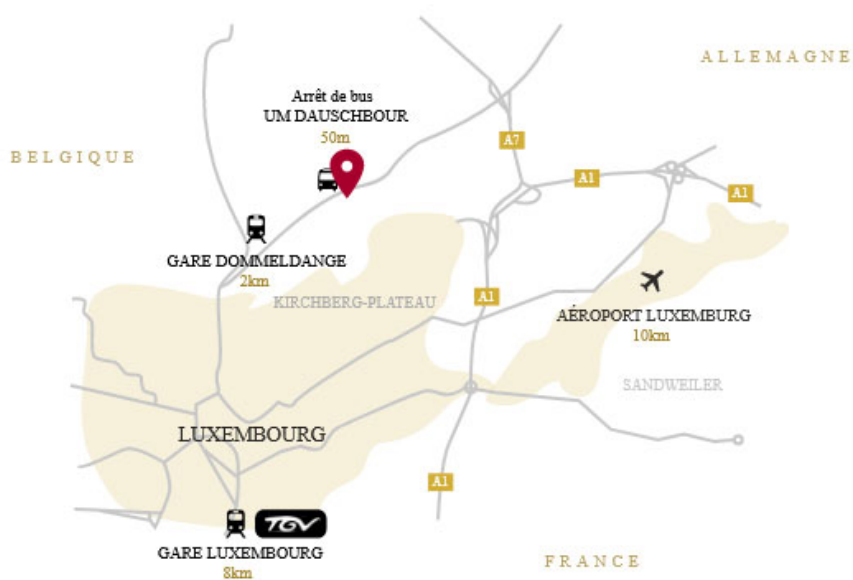 ALLEMAGNE
Arrêt de bus
UM DAUSCHBOUR
50m
A7
BELGIQUE
A1
A1
GARE DOMMELDANGE
2km
KIRCHBERG-PLATEAU
A1
AÉROPORT LUXEMBURG
10km
SANDWEILER
LUXEMBOURG
A1
TGV
GARE LUXEMBOURG
8km
FRANCE